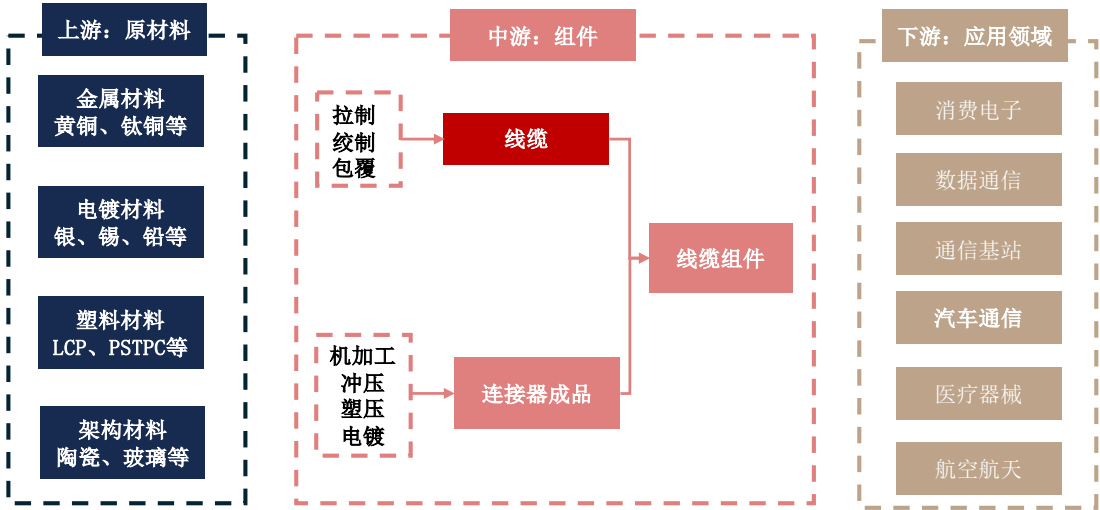 上游：原材料
金属材料
黄铜、钛铜等
电镀材料
银、锡、铅等
塑料材料
LCP、PSTPC等
架构材料
陶瓷、玻璃等
中游：组件
拉制
绞制
包覆
线缆
线缆组件
机加工
冲压
塑压
电镀
连接器成品
下游：应用领域
消费电子
数据通信
通信基站
汽车通信
医疗器械
航空航天